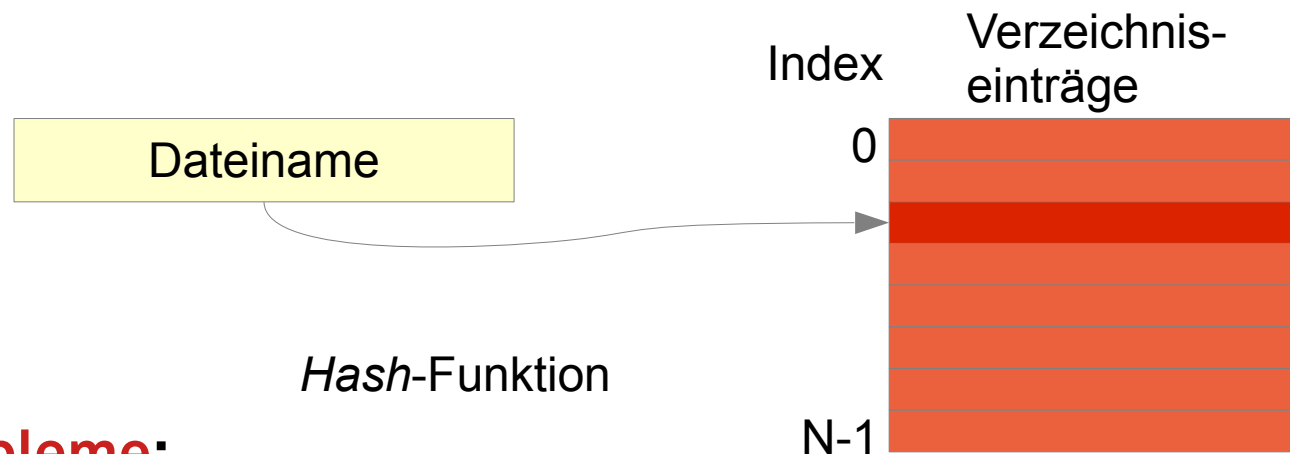 Index
Verzeichnis-
einträge
Dateiname
0
Hash-Funktion
N-1